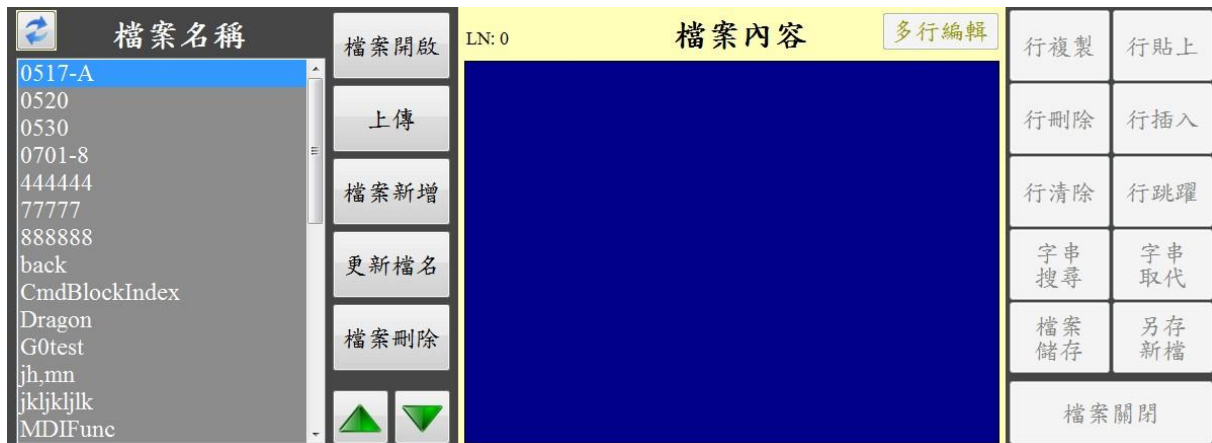 檔案名稱
0517-A
0520
0530
0701-8
444444
77777
888888
back
CmdBlockIndex
Dragon
G0test
jh,mn
jkljkljlk
MDIFunc
檔案開啟
上傳
檔案新增
更新檔名
檔案刪除
LN: 0
檔案內容
多行編輯
行複製
行貼上
行刪除
行插入
行清除
行跳躍
字串
搜尋
字串
取代
檔案
儲存
另存
新檔
檔案關閉